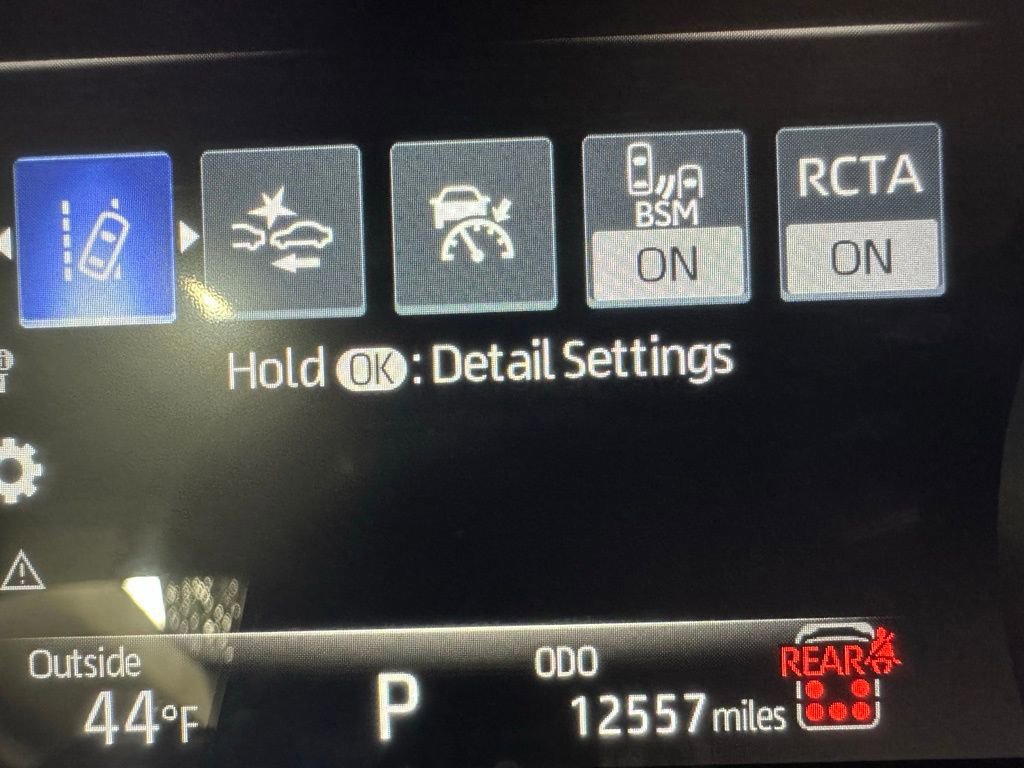 RCTA
BSM
ON
ON
Hold OK : Detail Settings
Outside
44°F
P
ODO
12557 miles
REAR